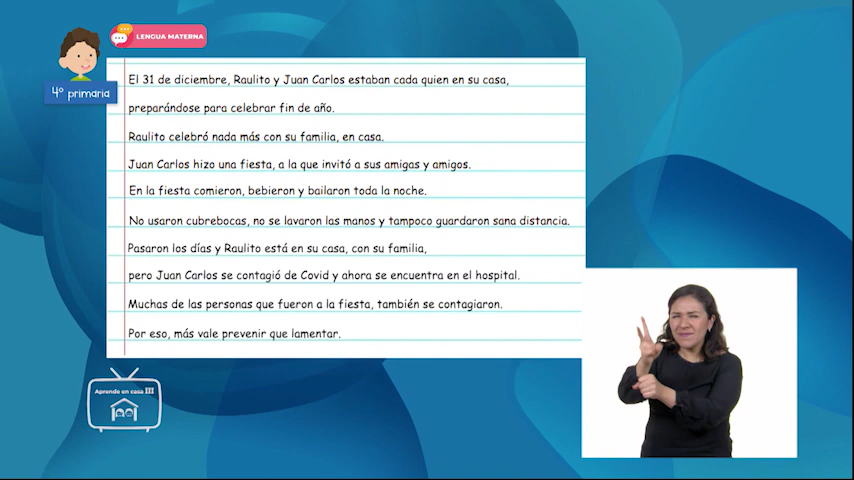 LENGUA MATERNA
4° primaria
El 31 de diciembre, Raulito y Juan Carlos estaban cada quien en su casa,
preparándose para celebrar fin de año.
Raulito celebró nada más con su familia, en casa.
Juan Carlos hizo una fiesta, a la que invitó a sus amigas y amigos.
En la fiesta comieron, bebieron y bailaron toda la noche.
No usaron cubrebocas, no se lavaron las manos y tampoco guardaron sana distancia.
Pasaron los días y Raulito está en su casa, con su familia,
pero Juan Carlos se contagió de Covid y ahora se encuentra en el hospital.
Muchas de las personas que fueron a la fiesta, también se contagiaron.
Por eso, más vale prevenir que lamentar.
Aprende en casa III